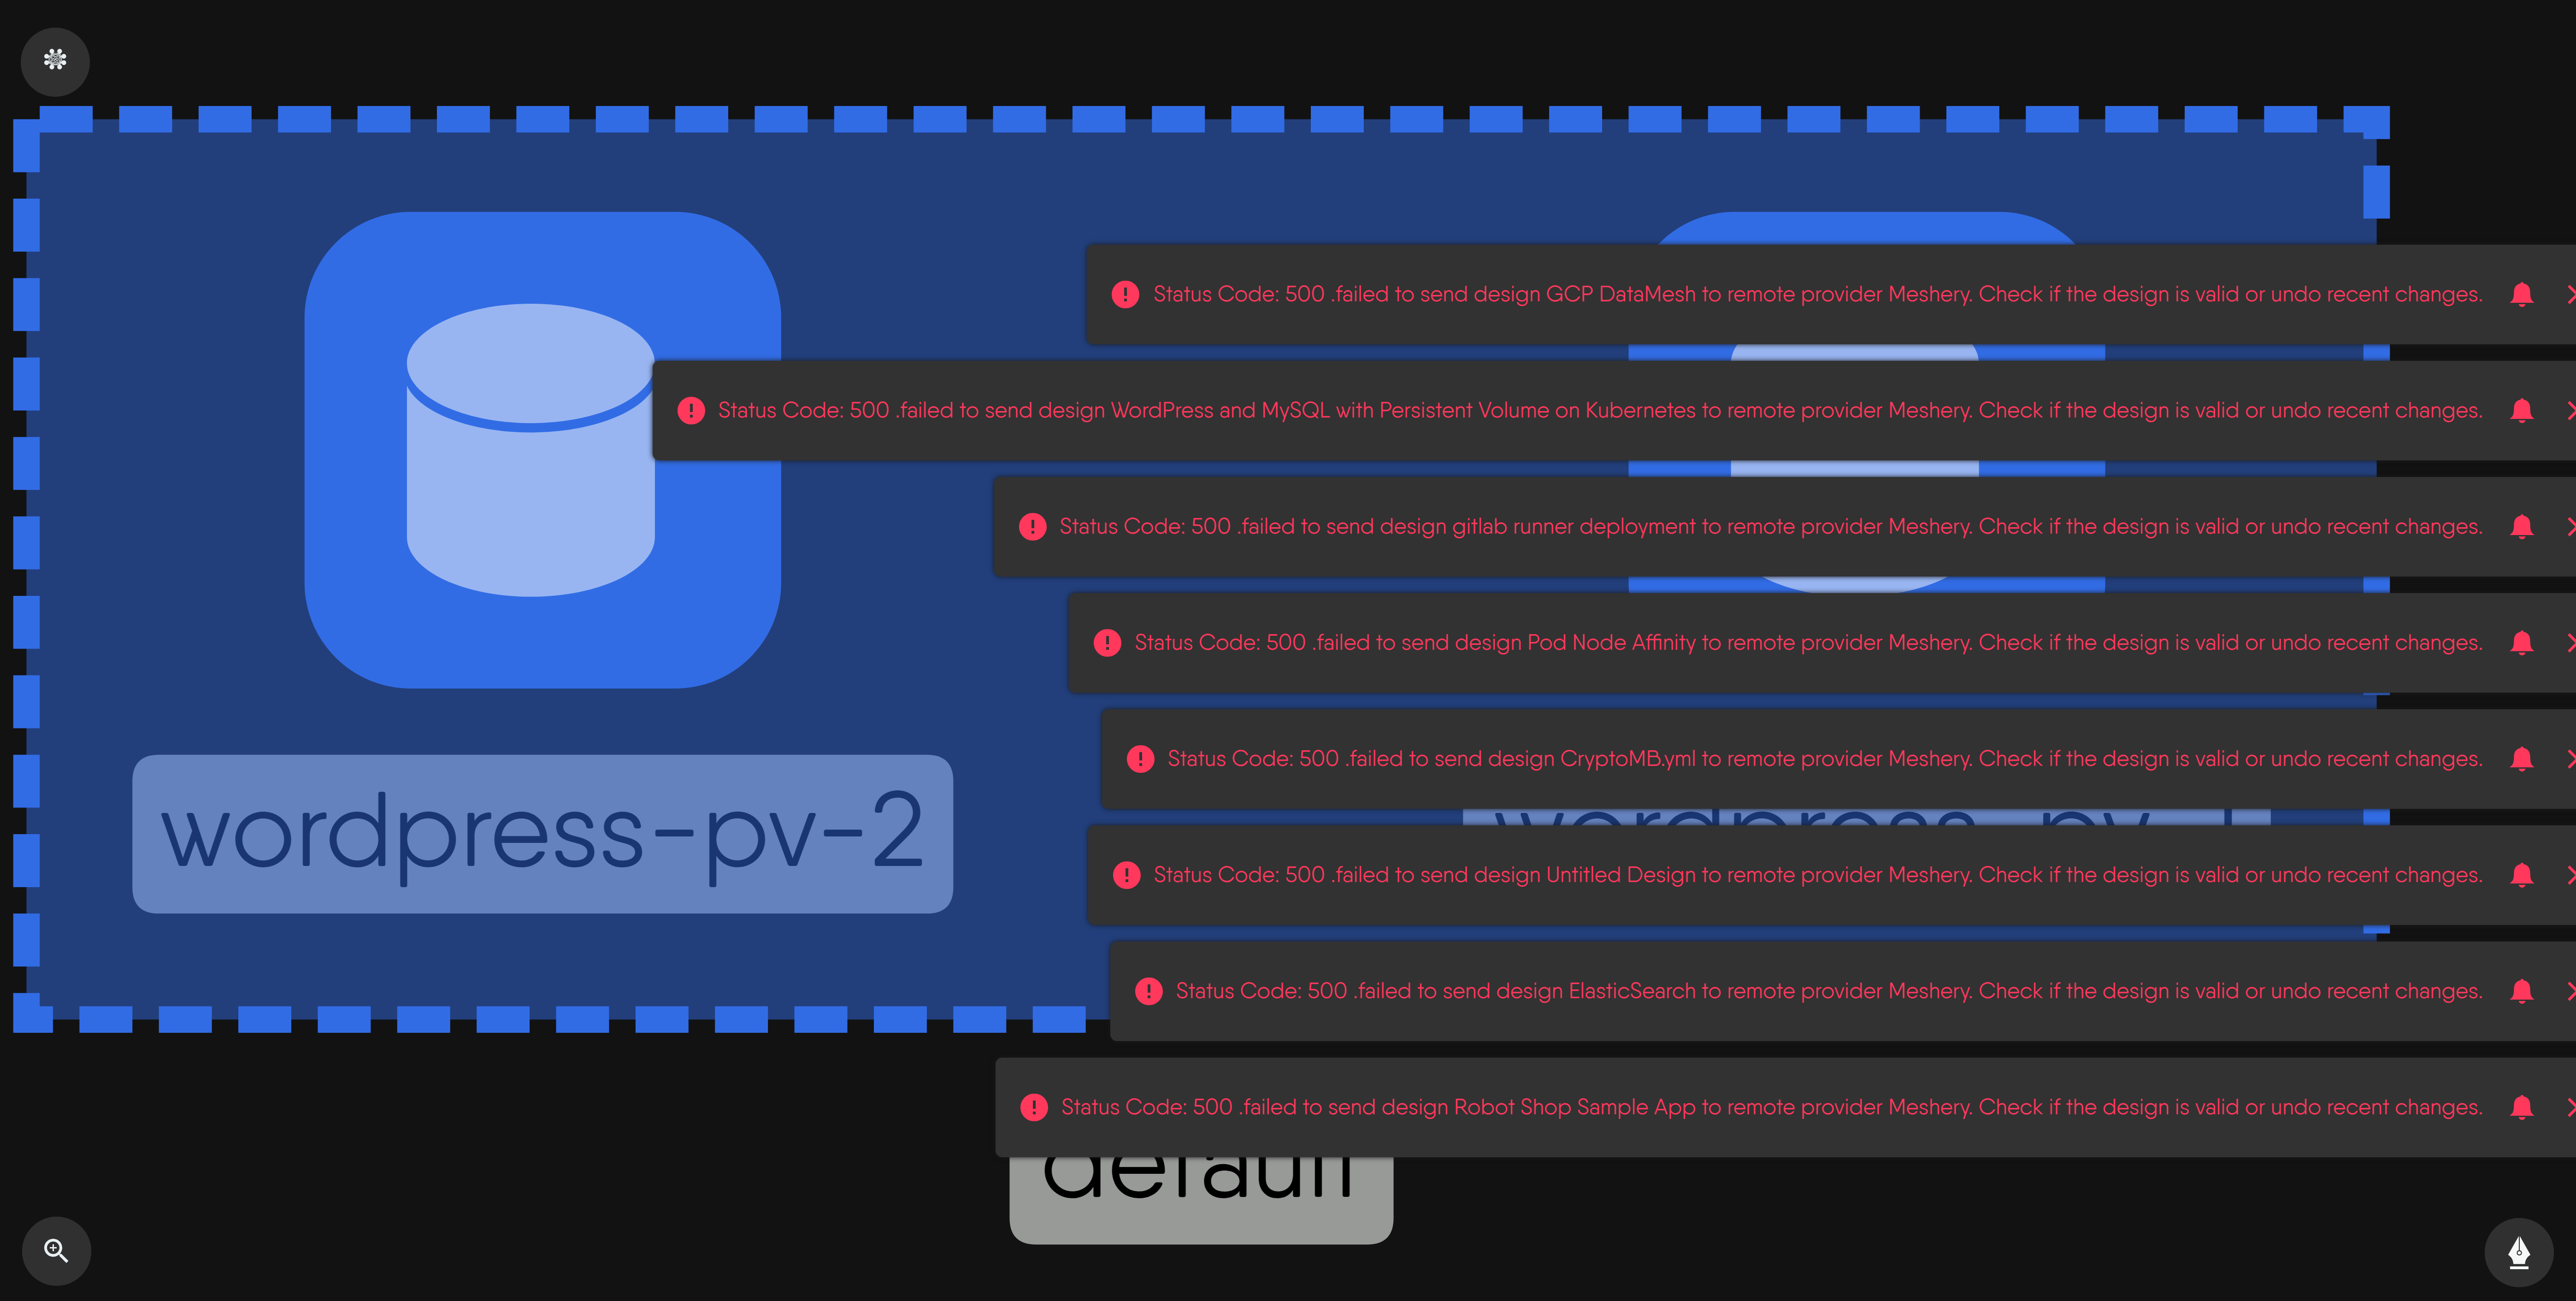 Status Code: 500 .failed to send design GCP DataMesh to remote provider Meshery. Check if the design is valid or undo recent changes.
Status Code: 500 .failed to send design WordPress and MySQL with Persistent Volume on Kubernetes to remote provider Meshery. Check if the design is valid or undo recent changes.
Status Code: 500 .failed to send design gitlab runner deployment to remote provider Meshery. Check if the design is valid or undo recent changes.
Status Code: 500 .failed to send design Pod Node Affinity to remote provider Meshery. Check if the design is valid or undo recent changes.
Status Code: 500 .failed to send design CryptoMB.yml to remote provider Meshery. Check if the design is valid or undo recent changes.
wordpress-pv-2
Status Code: 500 .failed to send design Untitled Design to remote provider Meshery. Check if the design is valid or undo recent changes.
Status Code: 500 .failed to send design ElasticSearch to remote provider Meshery. Check if the design is valid or undo recent changes.
Status Code: 500 .failed to send design Robot Shop Sample App to remote provider Meshery. Check if the design is valid or undo recent changes.
default